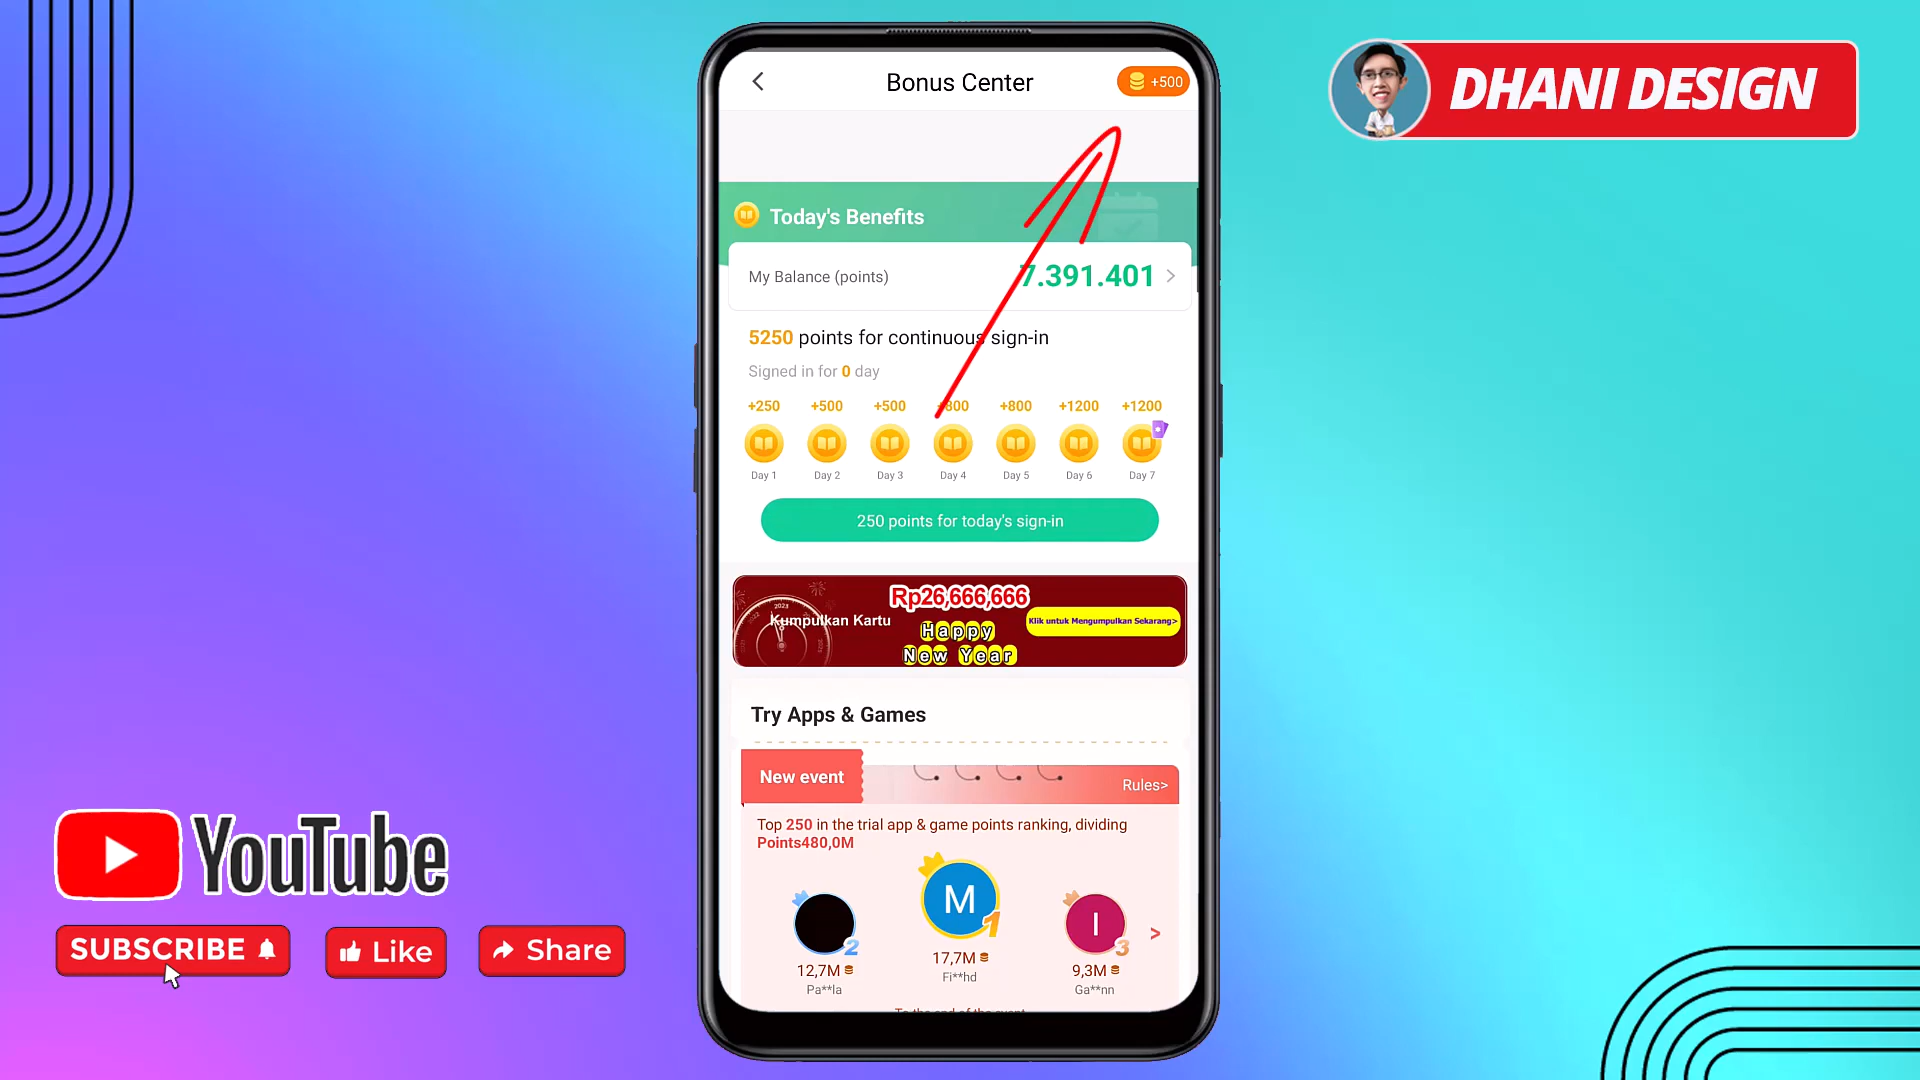 Bonus Center
+500
DHANI DESIGN
Today's Benefits
My Balance (points)
7.391.401
5250 points for continuous sign-in
Signed in for 0 day
+250 +500 +500 +800 +800 +1200 +1200
Day 1 Day 2 Day 3 Day 4 Day 5 Day 6 Day 7
250 points for today's sign-in
Rp26,666,666
Kumpulkan Kartu
Happy
New Year
Klik untuk Mengumpulkan Sekarang>
2023
Try Apps & Games
New event
Rules>
Top 250 in the trial app & game points ranking, dividing
Points480,0M
M
1
2
I
3
>
12,7M
17,7M
9,3M
Pa**la
Fi**hd
Ga**nn
YouTube
SUBSCRIBE
Like
Share